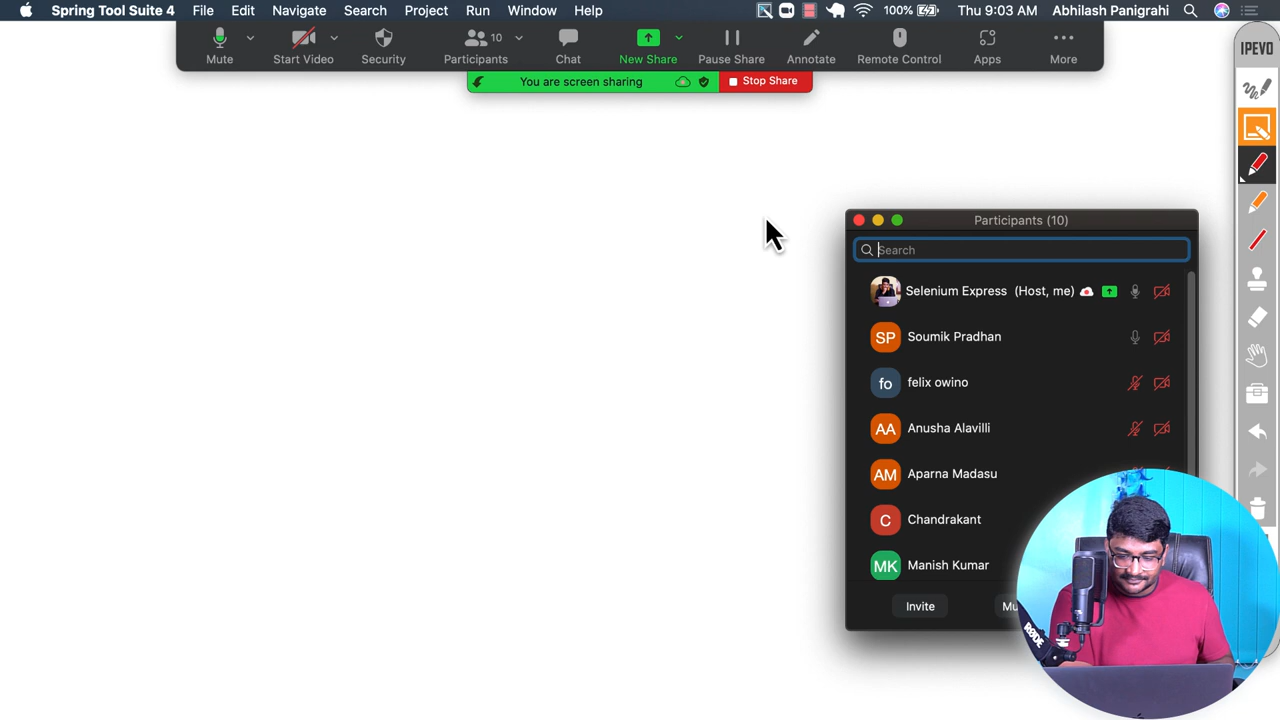 Spring Tool Suite 4 File Edit Navigate Search Project Run Window Help 100% Thu 9:03 AM Abhilash Panigrahi
10
Mute Start Video Security Participants Chat New Share Pause Share Annotate Remote Control Apps More
You are screen sharing Stop Share
IPEVO
Participants (10)
Search
Selenium Express (Host, me)
SP Soumik Pradhan
fo felix owino
AA Anusha Alavilli
AM Aparna Madasu
C Chandrakant
MK Manish Kumar
Invite
RØDE